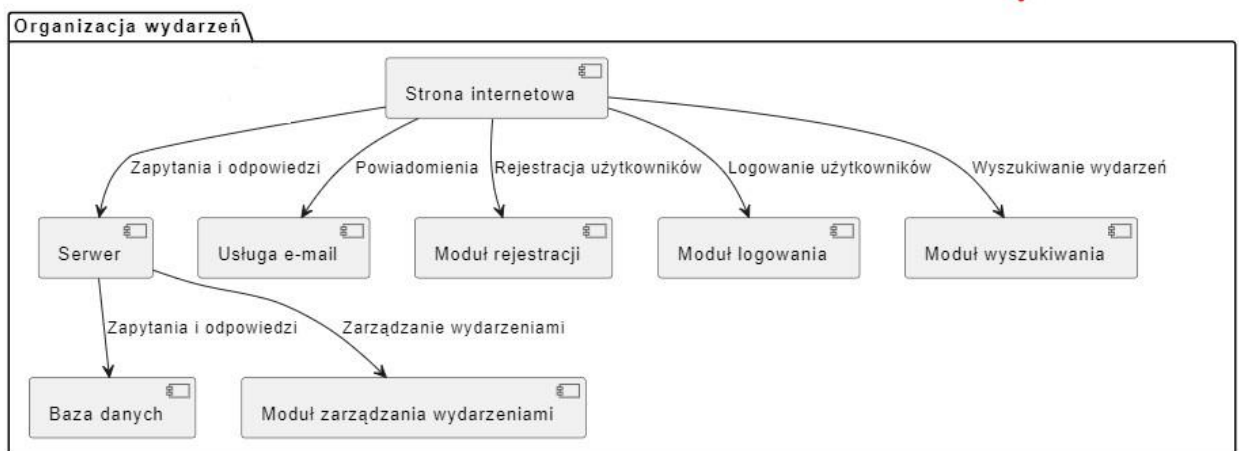 Organizacja wydarzeń
Strona internetowa
Zapytania i odpowiedzi
Powiadomienia
Rejestracja użytkowników
Logowanie użytkowników
Wyszukiwanie wydarzeń
Serwer
Usługa e-mail
Moduł rejestracji
Moduł logowania
Moduł wyszukiwania
Zapytania i odpowiedzi
Zarządzanie wydarzeniami
Baza danych
Moduł zarządzania wydarzeniami